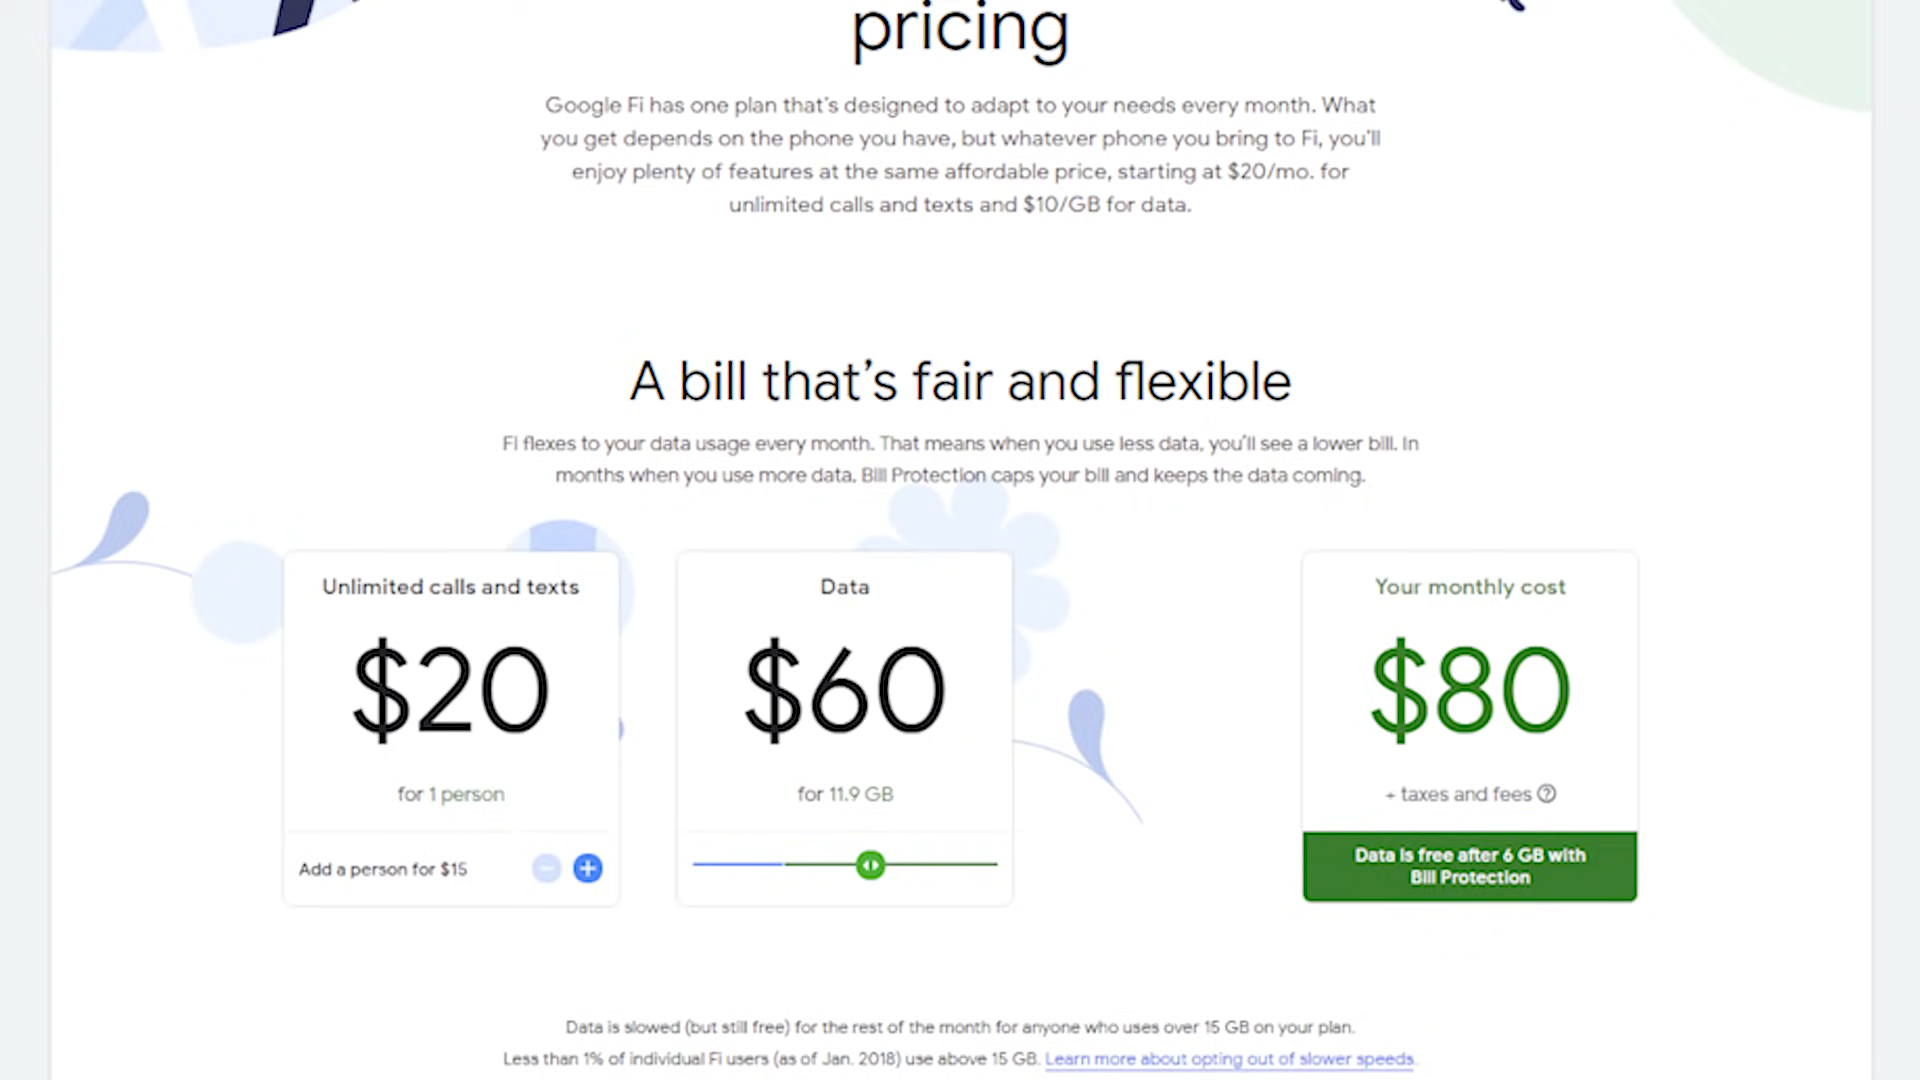 pricing
Google Fi has one plan that's designed to adapt to your needs every month. What
you get depends on the phone you have, but whatever phone you bring to Fi, you'll
enjoy plenty of features at the same affordable price, starting at $20/mo. for
unlimited calls and texts and $10/GB for data.
A bill that's fair and flexible
Fi flexes to your data usage every month. That means when you use less data, you'll see a lower bill. In
months when you use more data, Bill Protection caps your bill and keeps the data coming.
Unlimited calls and texts
$20
for 1 person
Add a person for $15
Data
$60
for 11.9 GB
Your monthly cost
$80
+ taxes and fees
Data is free after 6 GB with
Bill Protection
Data is slowed (but still free) for the rest of the month for anyone who uses over 15 GB on your plan.
Less than 1% of individual Fi users (as of Jan. 2018) use above 15 GB. Learn more about opting out of slower speeds.